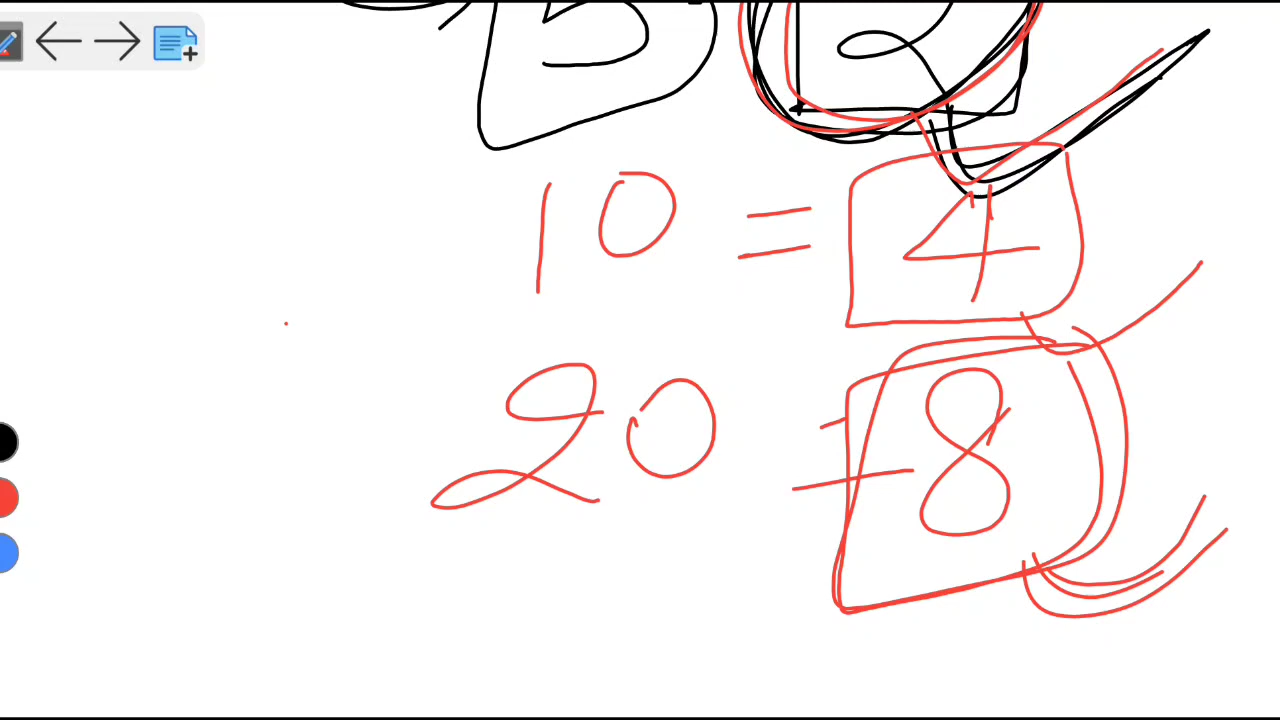 10 = 4
20 = 8